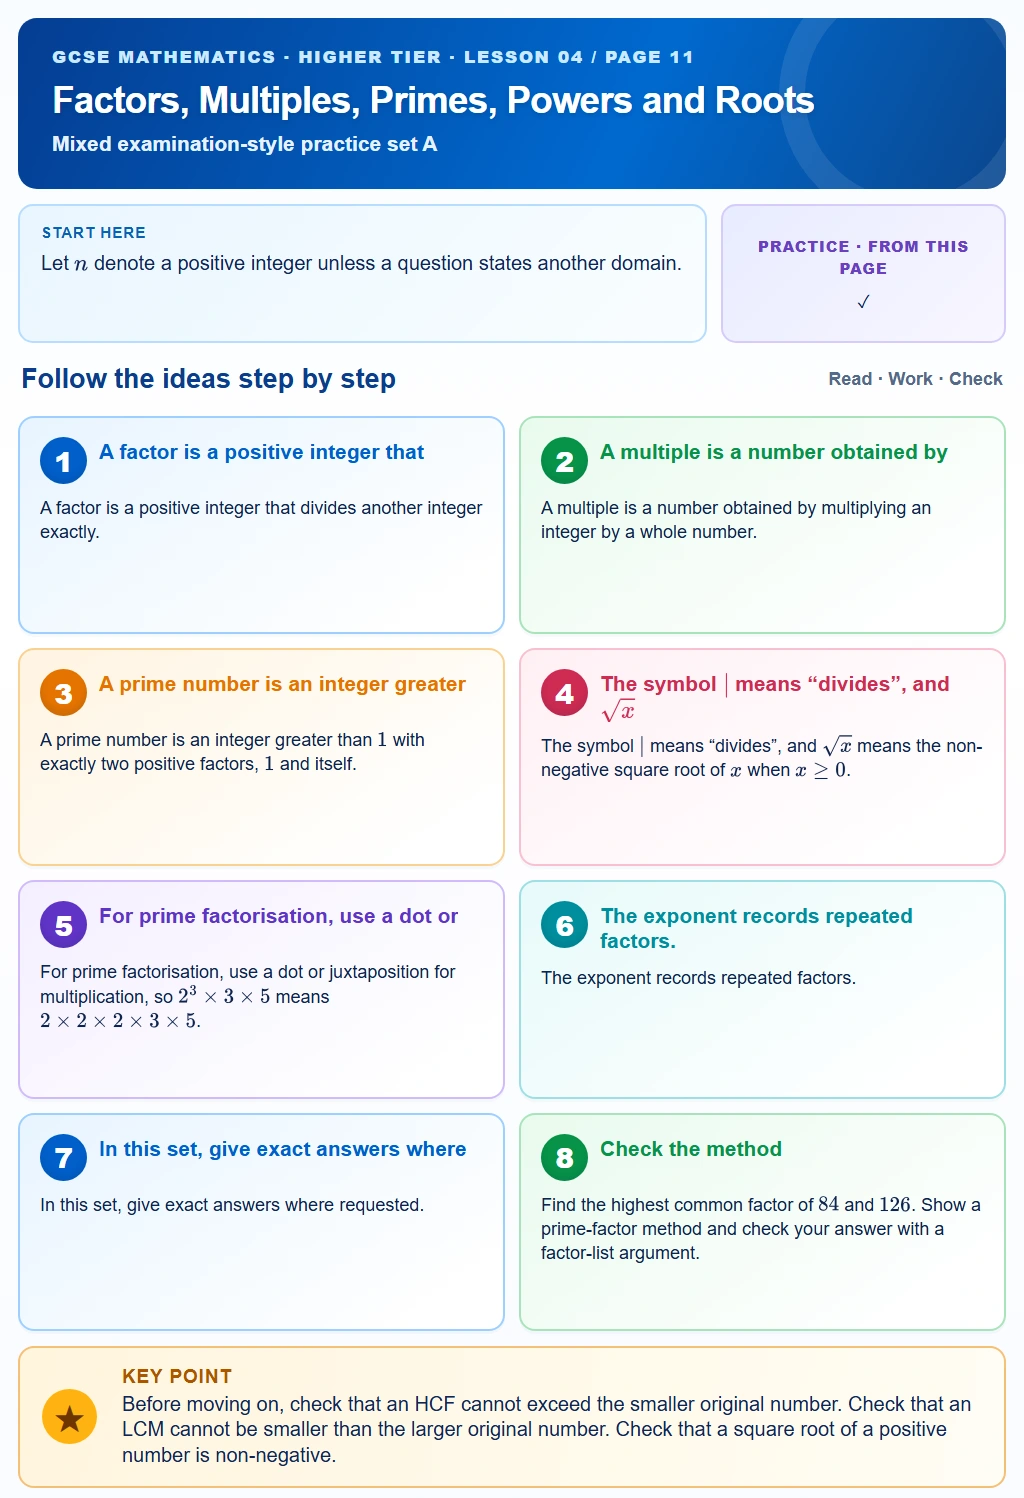 GCSE MATHEMATICS · HIGHER TIER · LESSON 04 / PAGE 11
Factors, Multiples, Primes, Powers and Roots
Mixed examination-style practice set A
START HERE
Let n denote a positive integer unless a question states another domain.
PRACTICE · FROM THIS
PAGE
✓
Follow the ideas step by step
Read · Work · Check
1
A factor is a positive integer that
A factor is a positive integer that divides another integer
exactly.
2
A multiple is a number obtained by
A multiple is a number obtained by multiplying an
integer by a whole number.
3
A prime number is an integer greater
A prime number is an integer greater than 1 with
exactly two positive factors, 1 and itself.
4
The symbol | means “divides”, and
√x
The symbol | means “divides”, and √x means the non-
negative square root of x when x ≥ 0.
5
For prime factorisation, use a dot or
For prime factorisation, use a dot or juxtaposition for
multiplication, so 2³ × 3 × 5 means
2 × 2 × 2 × 3 × 5.
6
The exponent records repeated
factors.
The exponent records repeated factors.
7
In this set, give exact answers where
In this set, give exact answers where requested.
8
Check the method
Find the highest common factor of 84 and 126. Show a
prime-factor method and check your answer with a
factor-list argument.
★
KEY POINT
Before moving on, check that an HCF cannot exceed the smaller original number. Check that an
LCM cannot be smaller than the larger original number. Check that a square root of a positive
number is non-negative.